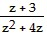 z + 3
z² + 4z